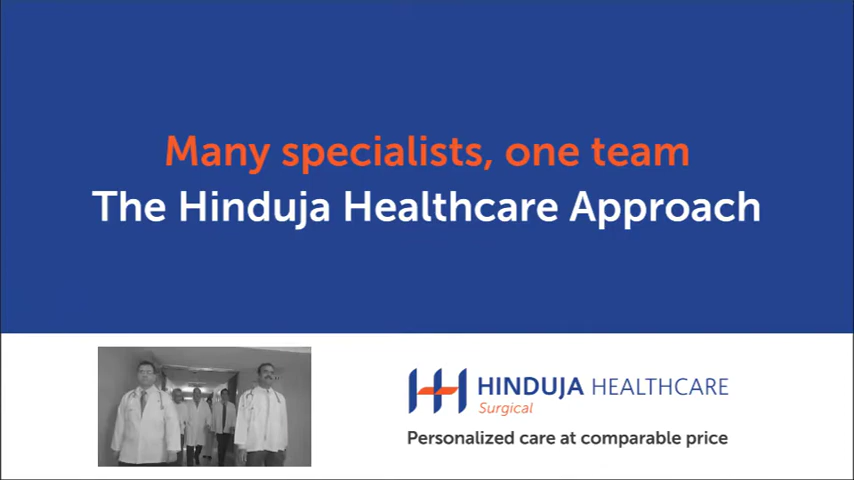 Many specialists, one team
The Hinduja Healthcare Approach
HINDUJA HEALTHCARE
Surgical
Personalized care at comparable price